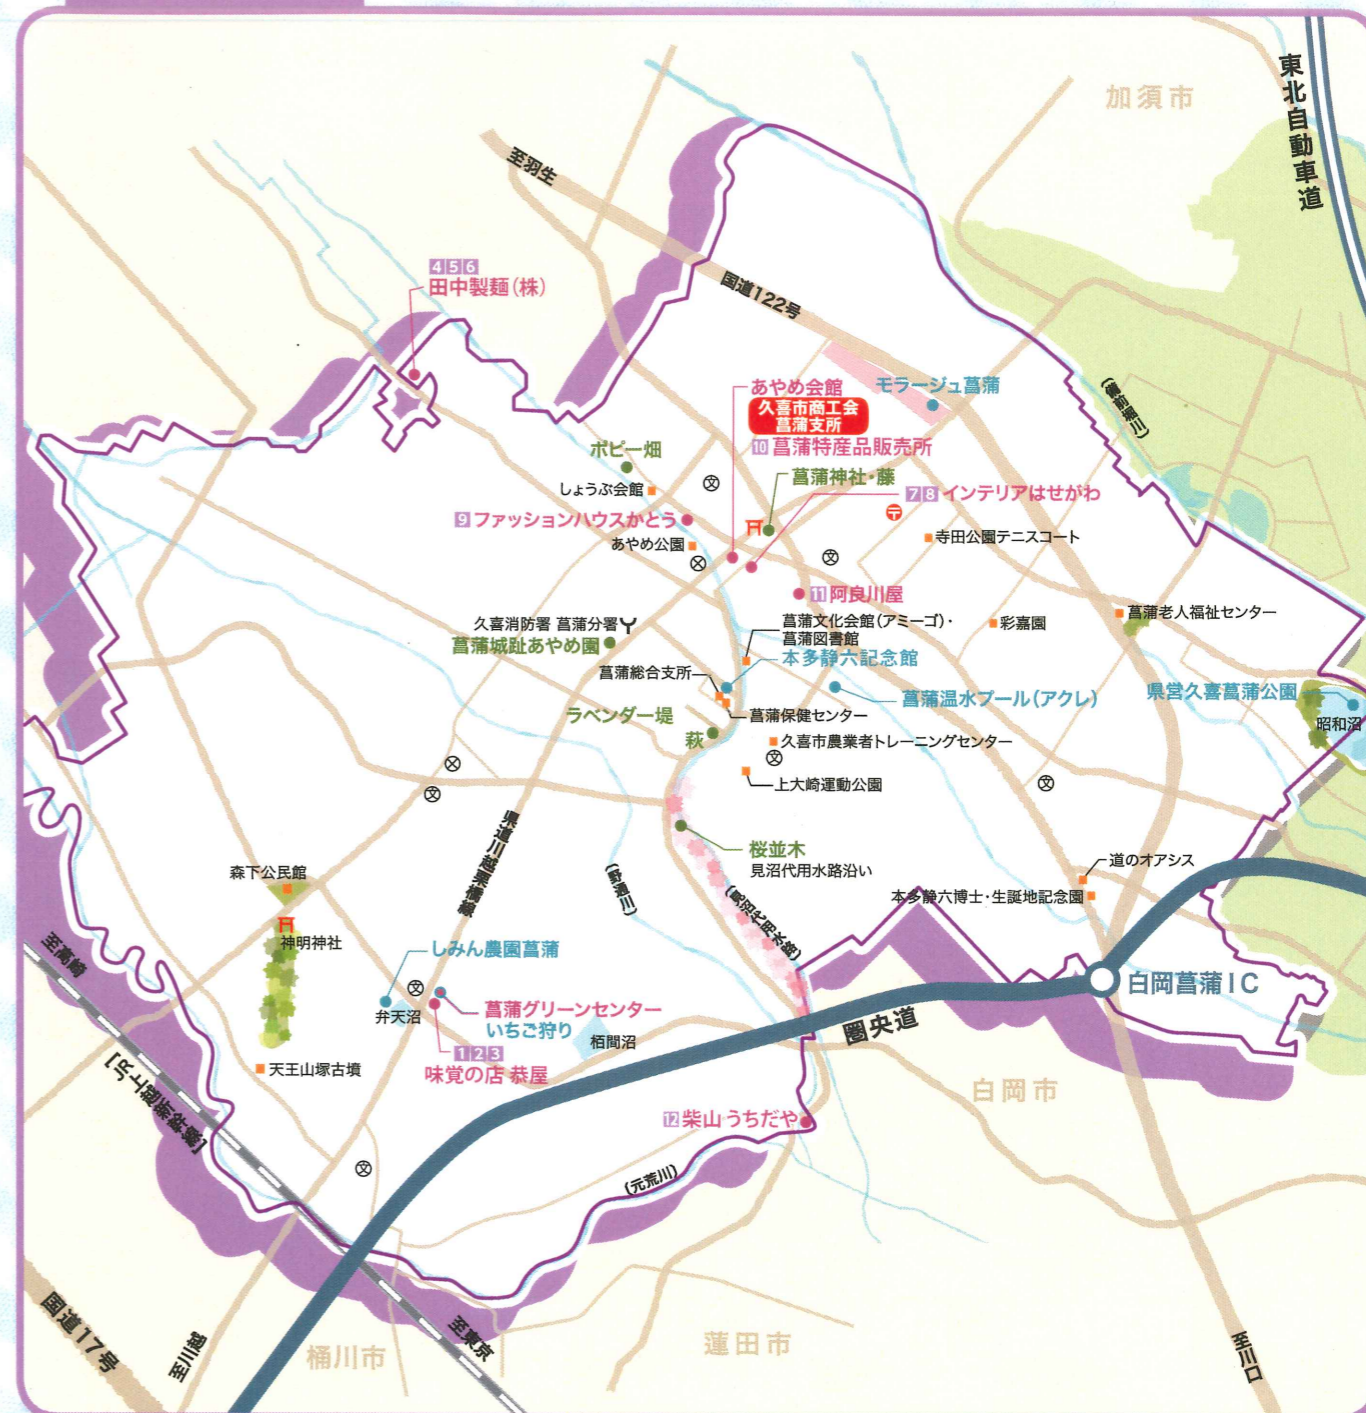 加須市
東北自動車道
至羽生
国道122号
4 5 6
田中製麺(株)
あやめ会館
久喜市商工会
菖蒲支所
10 菖蒲特産品販売所
モラージュ菖蒲
(備前堀川)
ポピー畑
しょうぶ会館
菖蒲神社・藤
7 8 インテリアはせがわ
9 ファッションハウスかとう
あやめ公園
寺田公園テニスコート
11 阿良川屋
久喜消防署 菖蒲分署
菖蒲城趾あやめ園
菖蒲文化会館(アミーゴ)・
菖蒲図書館
彩嘉園
菖蒲老人福祉センター
本多静六記念館
菖蒲総合支所
菖蒲温水プール(アクレ)
県営久喜菖蒲公園
昭和沼
菖蒲保健センター
ラベンダー堤
萩
久喜市農業者トレーニングセンター
上大崎運動公園
県道川越栗橋線
桜並木
見沼代用水路沿い
(野通川)
(見沼代用水路)
道のオアシス
本多静六博士・生誕地記念園
森下公民館
神明神社
至高崎
しみん農園菖蒲
弁天沼
菖蒲グリーンセンター
いちご狩り
栢間沼
白岡菖蒲IC
圏央道
1 2 3
味覚の店 恭屋
天王山塚古墳
[JR上越新幹線]
白岡市
12 柴山 うちだや
(元荒川)
国道17号
至川越
桶川市
至東京
蓮田市
至川口